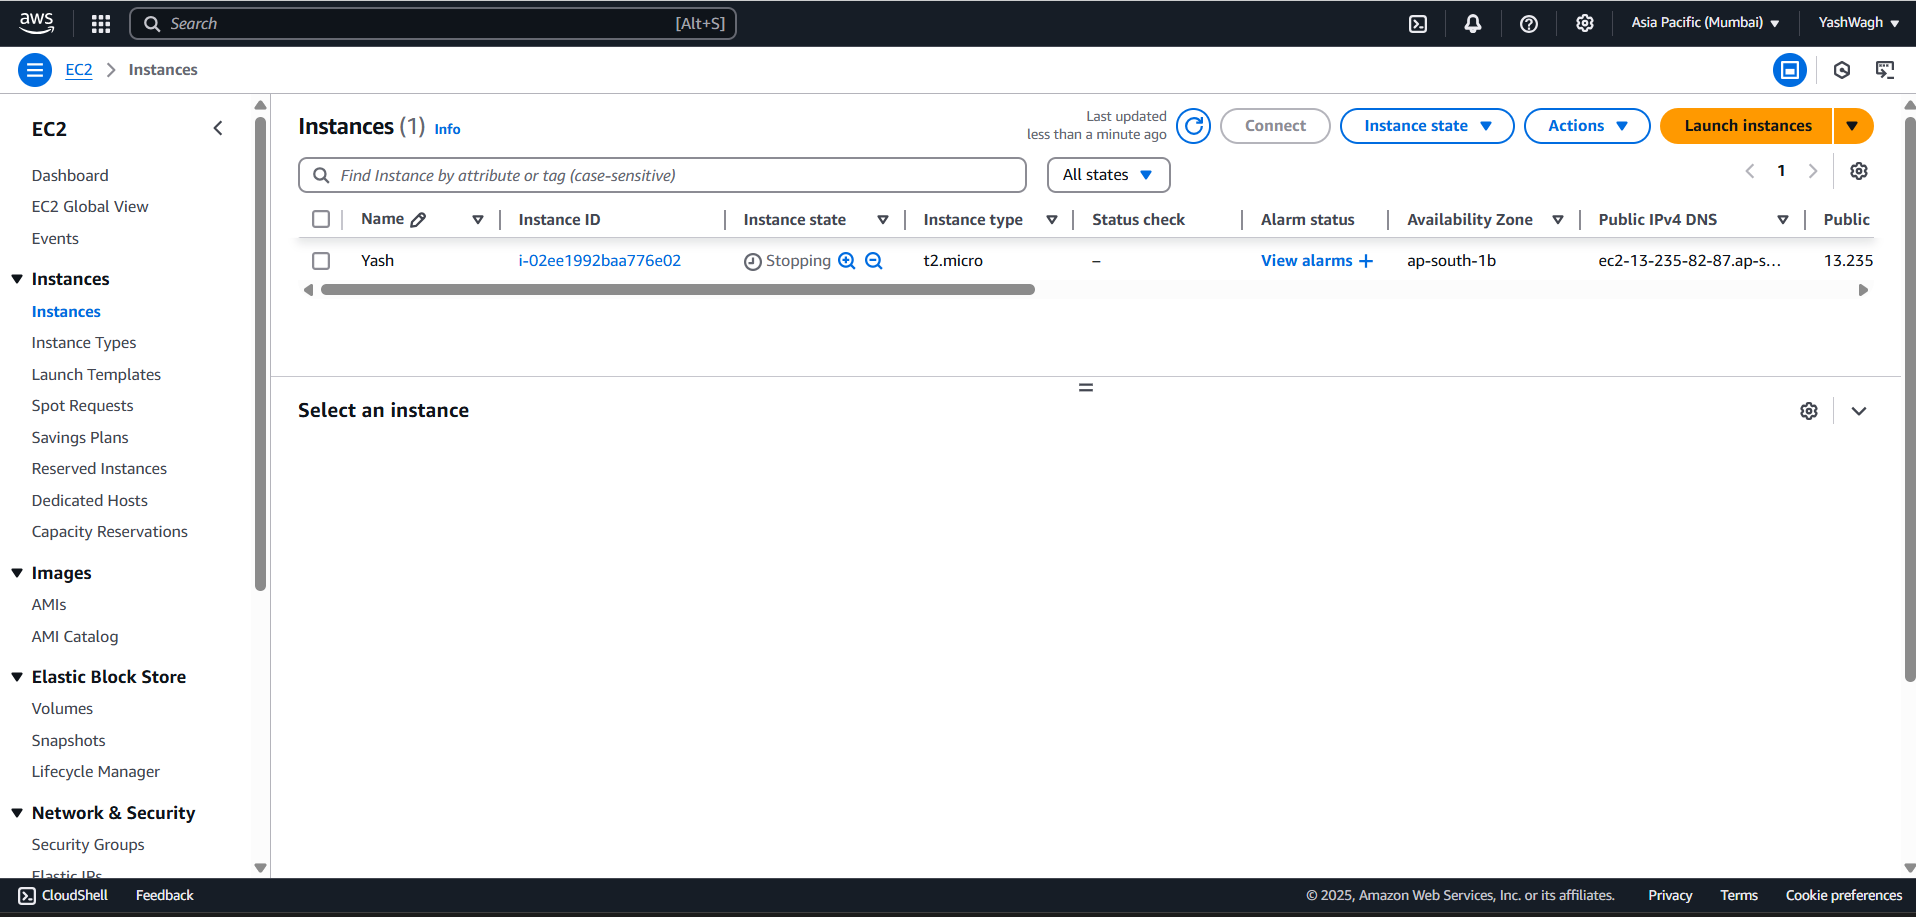 aws
Search [Alt+S]
Asia Pacific (Mumbai)
YashWagh
EC2
Instances
EC2
Dashboard
EC2 Global View
Events
Instances
Instances
Instance Types
Launch Templates
Spot Requests
Savings Plans
Reserved Instances
Dedicated Hosts
Capacity Reservations
Images
AMIs
AMI Catalog
Elastic Block Store
Volumes
Snapshots
Lifecycle Manager
Network & Security
Security Groups
Elastic IPs
Instances (1) Info
Last updated
less than a minute ago
Connect
Instance state
Actions
Launch instances
Find Instance by attribute or tag (case-sensitive)
All states
1
Name Instance ID Instance state Instance type Status check Alarm status Availability Zone Public IPv4 DNS Public
Yash i-02ee1992baa776e02 Stopping t2.micro – View alarms + ap-south-1b ec2-13-235-82-87.ap-s... 13.235
Select an instance
CloudShell Feedback © 2025, Amazon Web Services, Inc. or its affiliates. Privacy Terms Cookie preferences